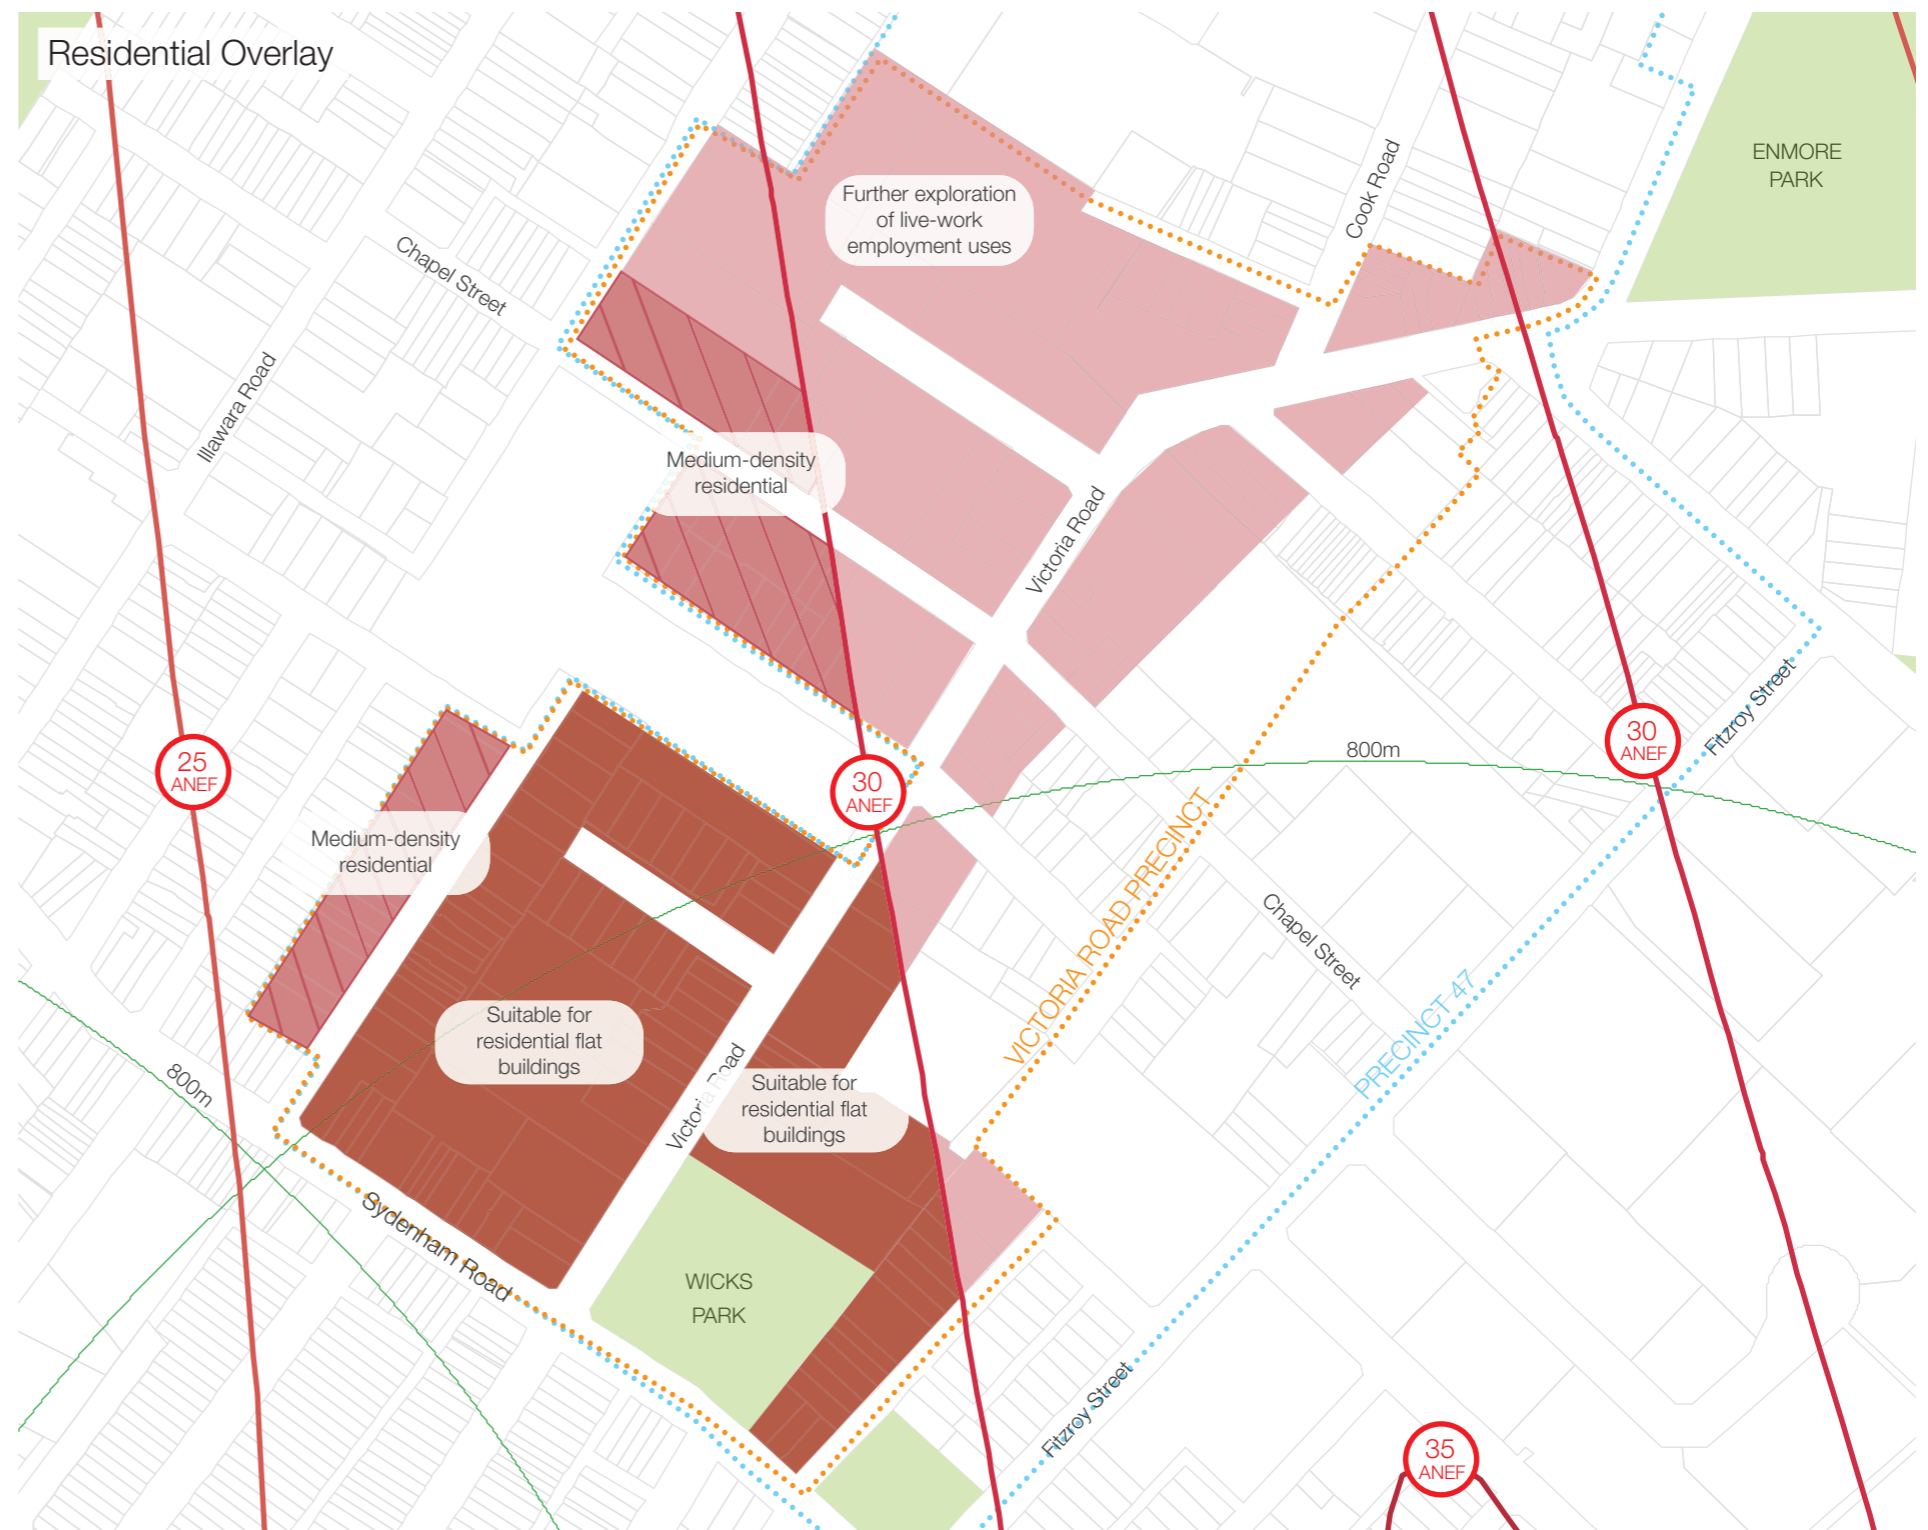 Residential Overlay
ENMORE
PARK
Cook Road
Further exploration
of live-work
employment uses
Chapel Street
Illawara Road
Medium-density
residential
Victoria Road
Fitzroy Street
30
ANEF
800m
25
ANEF
30
ANEF
Medium-density
residential
VICTORIA ROAD PRECINCT
Chapel Street
PRECINCT 47
Suitable for
residential flat
buildings
Victoria Road
Suitable for
residential flat
buildings
800m
Sydenham Road
WICKS
PARK
Fitzroy Street
35
ANEF